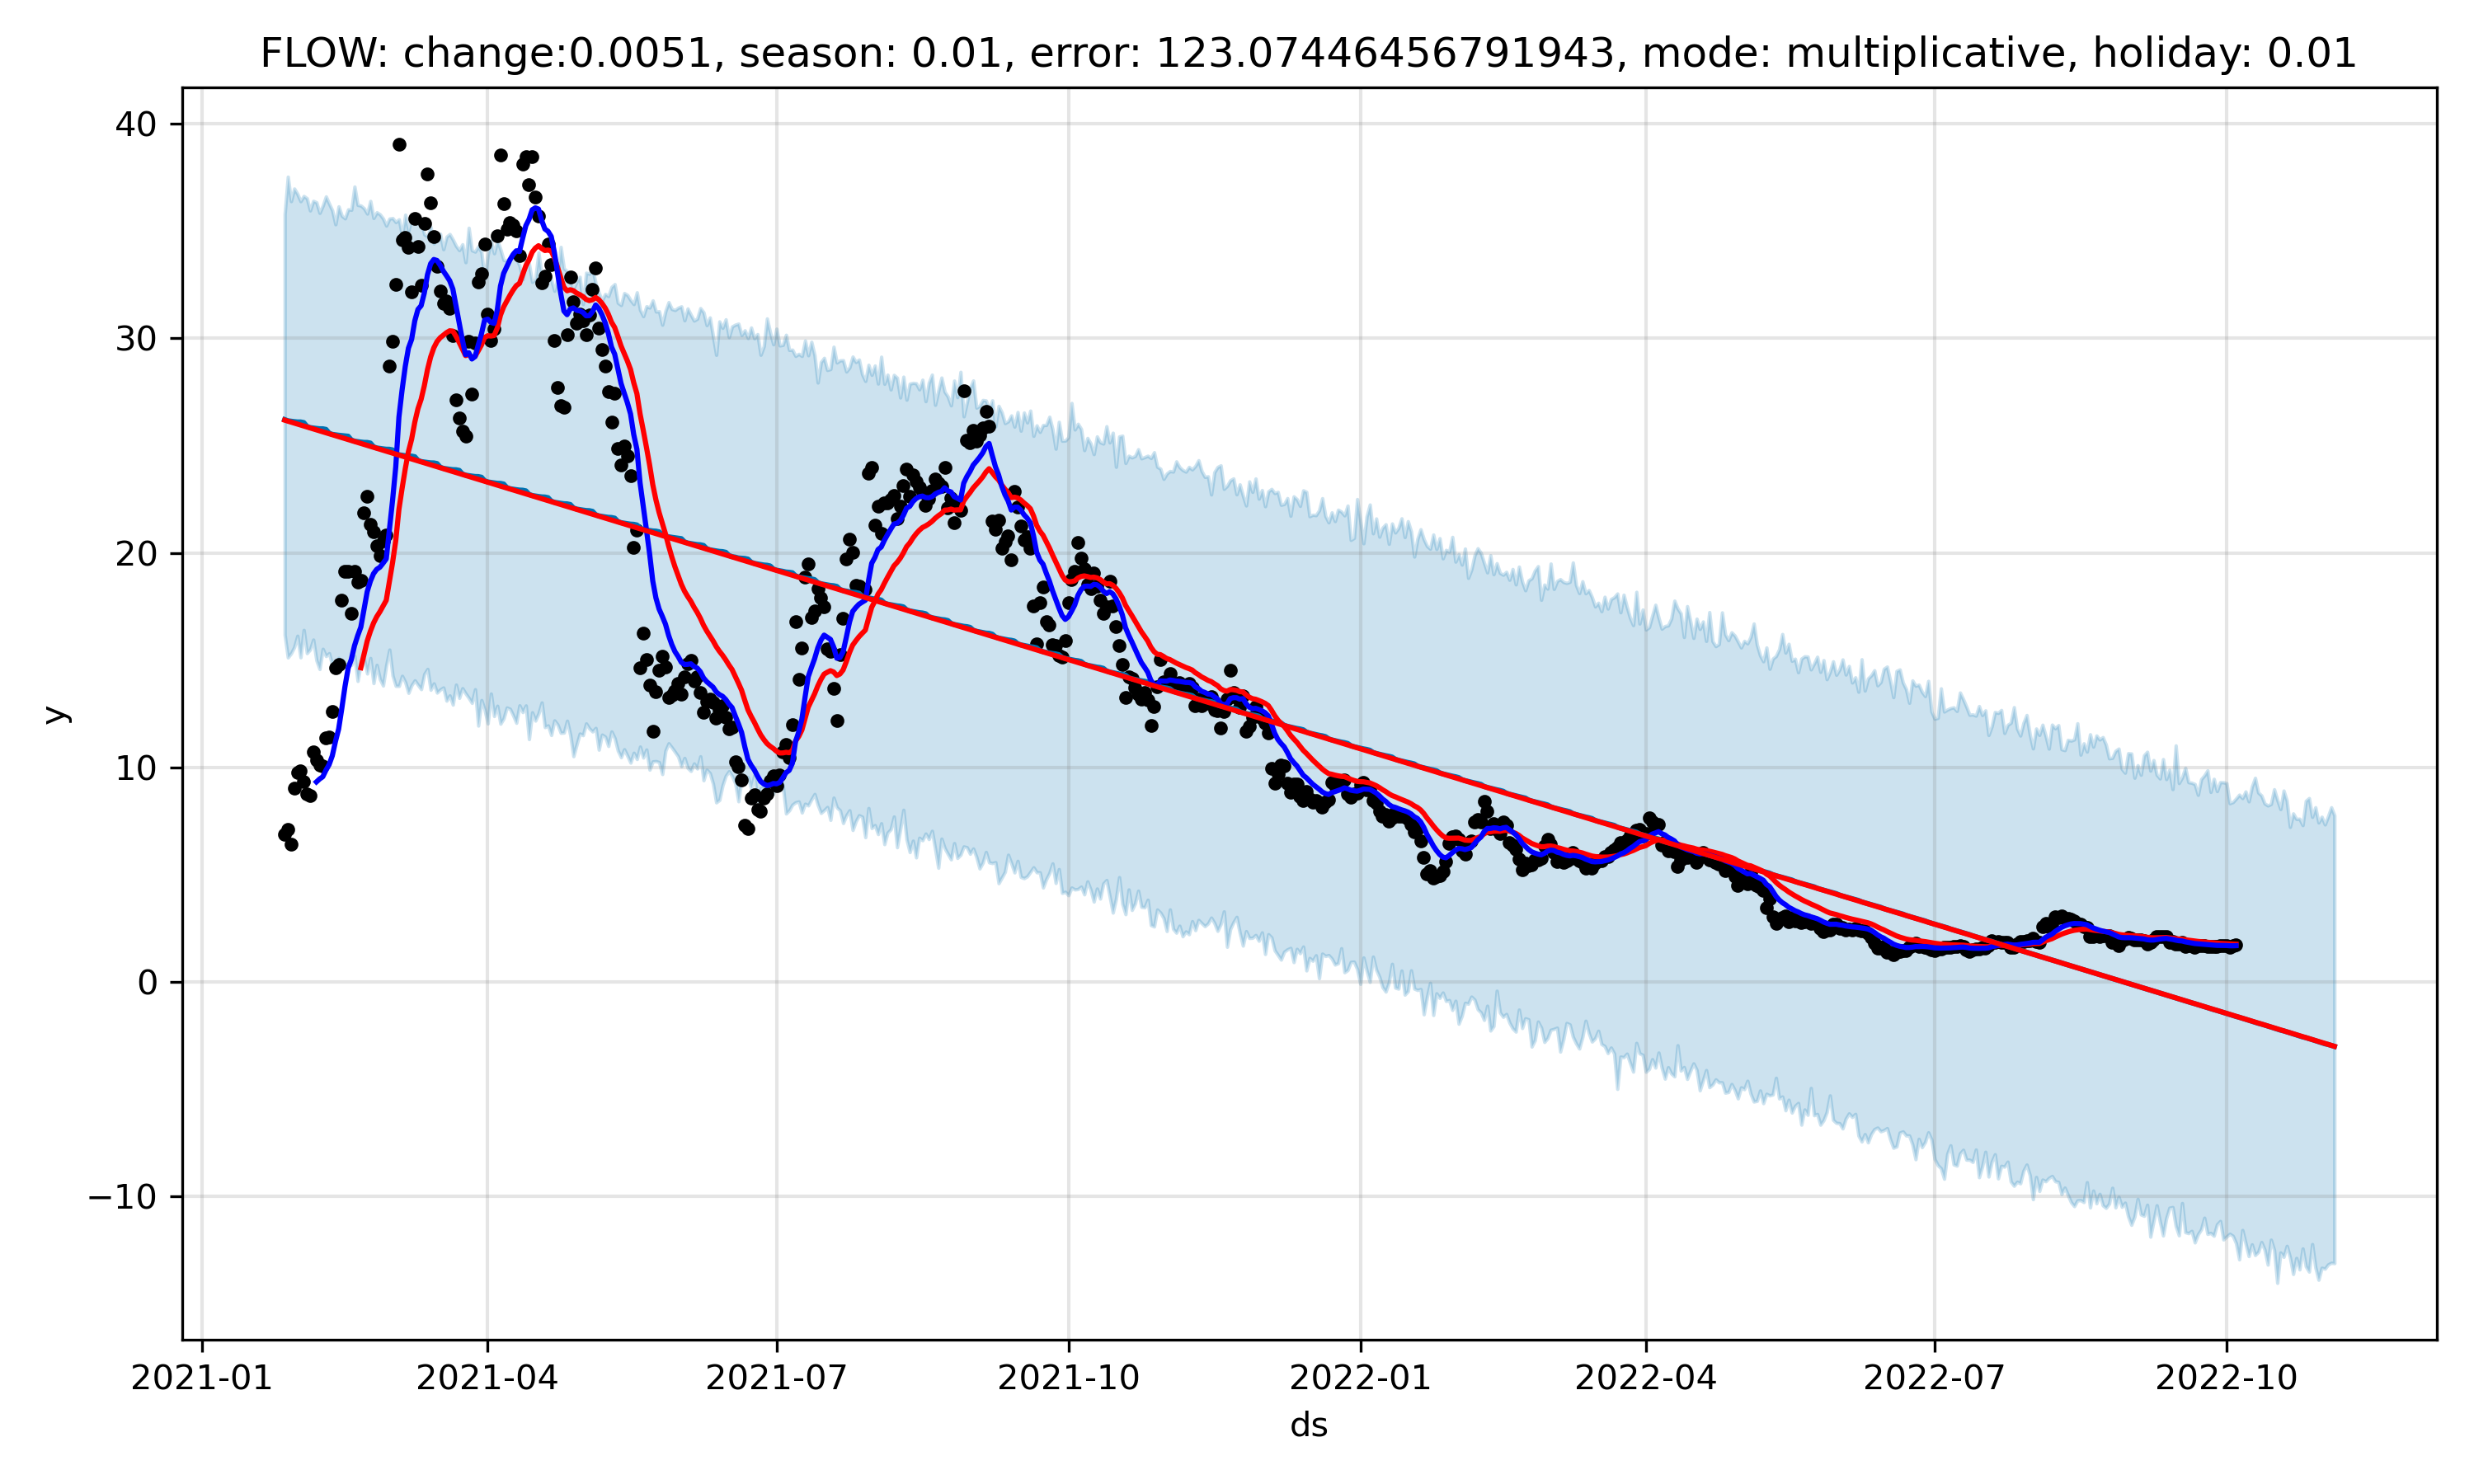 FLOW: change:0.0051, season: 0.01, error: 123.07446456791943, mode: multiplicative, holiday: 0.01
40
30
20
10
0
−10
y
2021-01 2021-04 2021-07 2021-10 2022-01 2022-04 2022-07 2022-10
ds